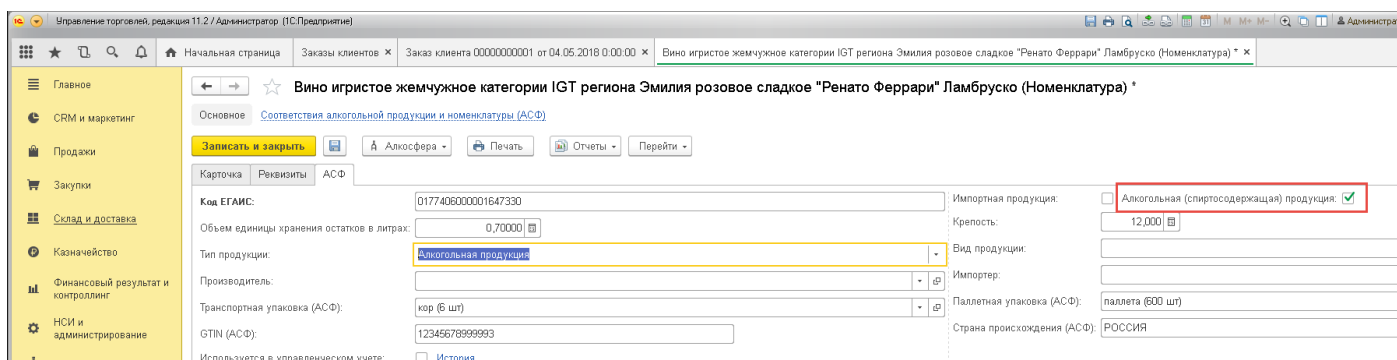 Управление торговлей, редакция 11.2 / Администратор (1С:Предприятие)
M M+ M- Администра
Начальная страница Заказы клиентов × Заказ клиента 00000000001 от 04.05.2018 0:00:00 × Вино игристое жемчужное категории IGT региона Эмилия розовое сладкое "Ренато Феррари" Ламбруско (Номенклатура) * ×
Главное
CRM и маркетинг
Продажи
Закупки
Склад и доставка
Казначейство
Финансовый результат и
контроллинг
НСИ и
администрирование
Вино игристое жемчужное категории IGT региона Эмилия розовое сладкое "Ренато Феррари" Ламбруско (Номенклатура) *
Основное Соответствия алкогольной продукции и номенклатуры (АСФ)
Записать и закрыть Алкосфера Печать Отчеты Перейти
Карточка Реквизиты АСФ
Код ЕГАИС: 0177406000001647330
Объем единицы хранения остатков в литрах: 0,70000
Тип продукции: Алкогольная продукция
Производитель:
Транспортная упаковка (АСФ): кор (6 шт)
GTIN (АСФ): 12345678999993
Используется в управленческом учете: История
Импортная продукция: Алкогольная (спиртосодержащая) продукция:
Крепость: 12,000
Вид продукции:
Импортер:
Паллетная упаковка (АСФ): паллета (600 шт)
Страна происхождения (АСФ): РОССИЯ